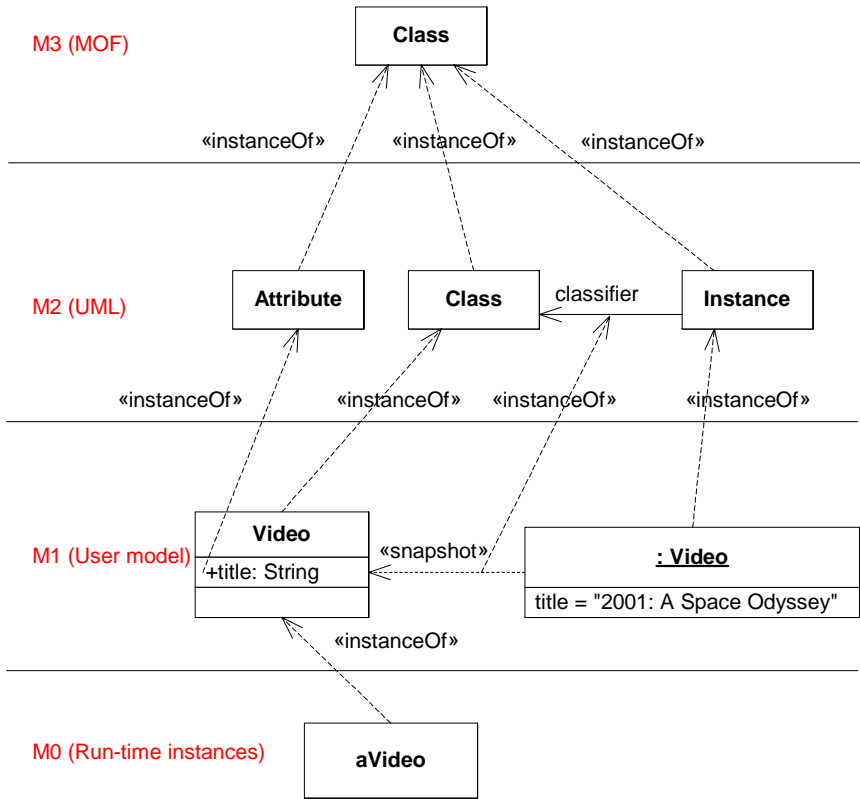 Class
M3 (MOF)
«instanceOf» «instanceOf» «instanceOf»
Attribute Class classifier Instance
M2 (UML)
«instanceOf» «instanceOf» «instanceOf» «instanceOf»
Video
M1 (User model)
+title: String
«snapshot»
: Video
title = "2001: A Space Odyssey"
«instanceOf»
M0 (Run-time instances)
aVideo